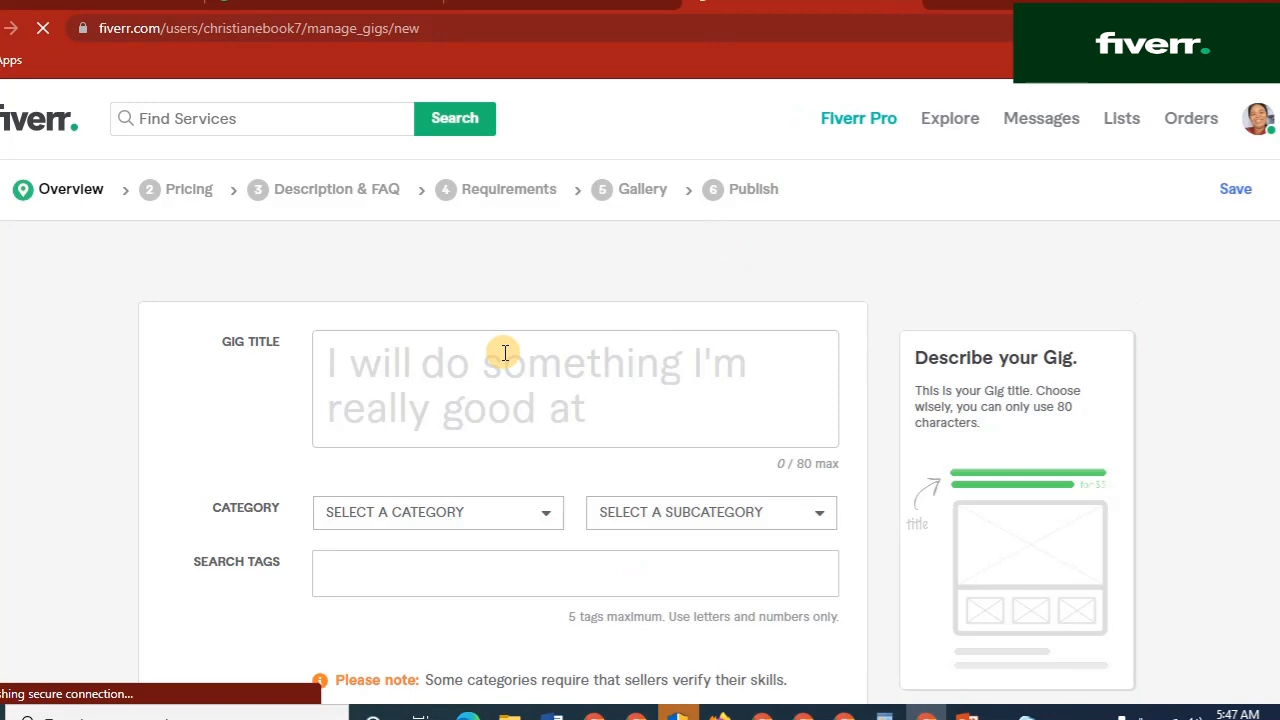 fiverr.com/users/christianebook7/manage_gigs/new
fiverr.
Apps
fiverr.
Find Services
Search
Fiverr Pro
Explore
Messages
Lists
Orders
Overview
2 Pricing
3 Description & FAQ
4 Requirements
5 Gallery
6 Publish
Save
GIG TITLE
I will do something I'm
really good at
0 / 80 max
CATEGORY
SELECT A CATEGORY
SELECT A SUBCATEGORY
SEARCH TAGS
5 tags maximum. Use letters and numbers only.
Please note: Some categories require that sellers verify their skills.
Describe your Gig.
This is your Gig title. Choose
wisely, you can only use 80
characters.
for $5
title
shing secure connection...
5:47 AM